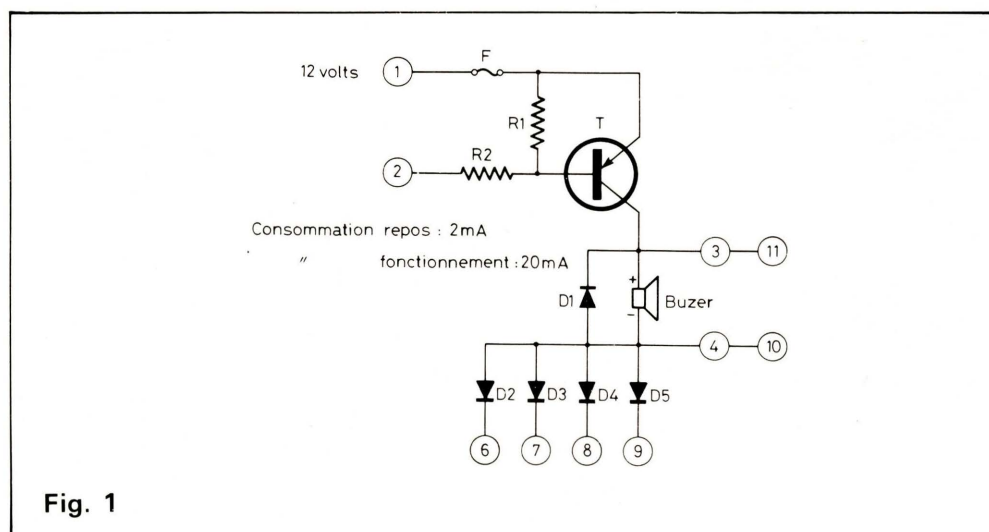 F
12 volts 1
R1
T
R2
2
Consommation repos : 2mA
" fonctionnement : 20mA
3 11
D1
+
-
Buzer
4 10
D2 D3 D4 D5
6 7 8 9
Fig. 1